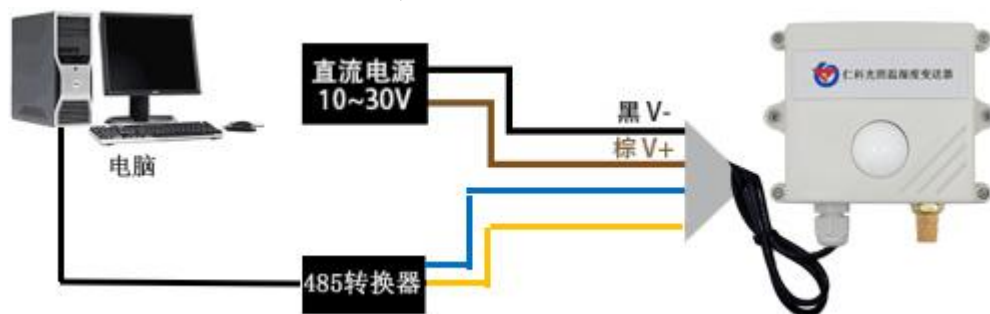 直流电源
10~30V
黑 V-
棕 V+
仁科光照温湿度变送器
电脑
485转换器